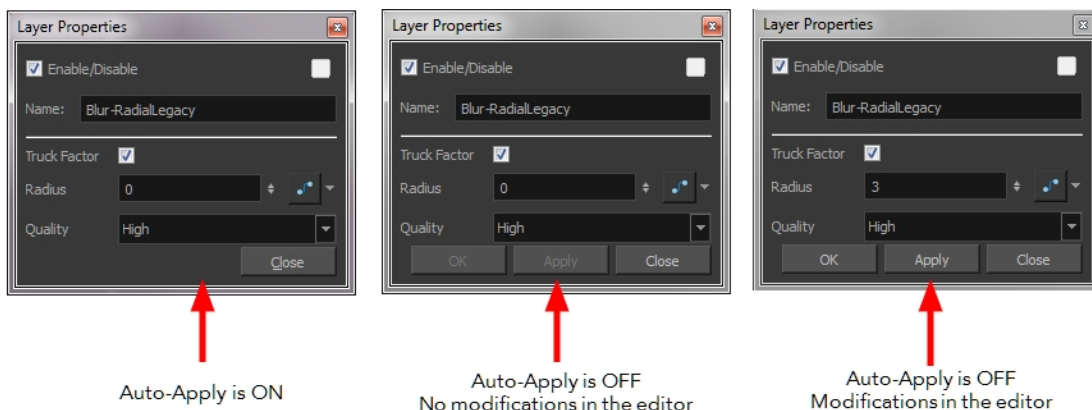 Layer Properties
Enable/Disable
Name: Blur-RadialLegacy
Truck Factor
Radius 0
Quality High
Close
Auto-Apply is ON
Layer Properties
Enable/Disable
Name: Blur-RadialLegacy
Truck Factor
Radius 0
Quality High
OK Apply Close
Auto-Apply is OFF
No modifications in the editor
Layer Properties
Enable/Disable
Name: Blur-RadialLegacy
Truck Factor
Radius 3
Quality High
OK Apply Close
Auto-Apply is OFF
Modifications in the editor